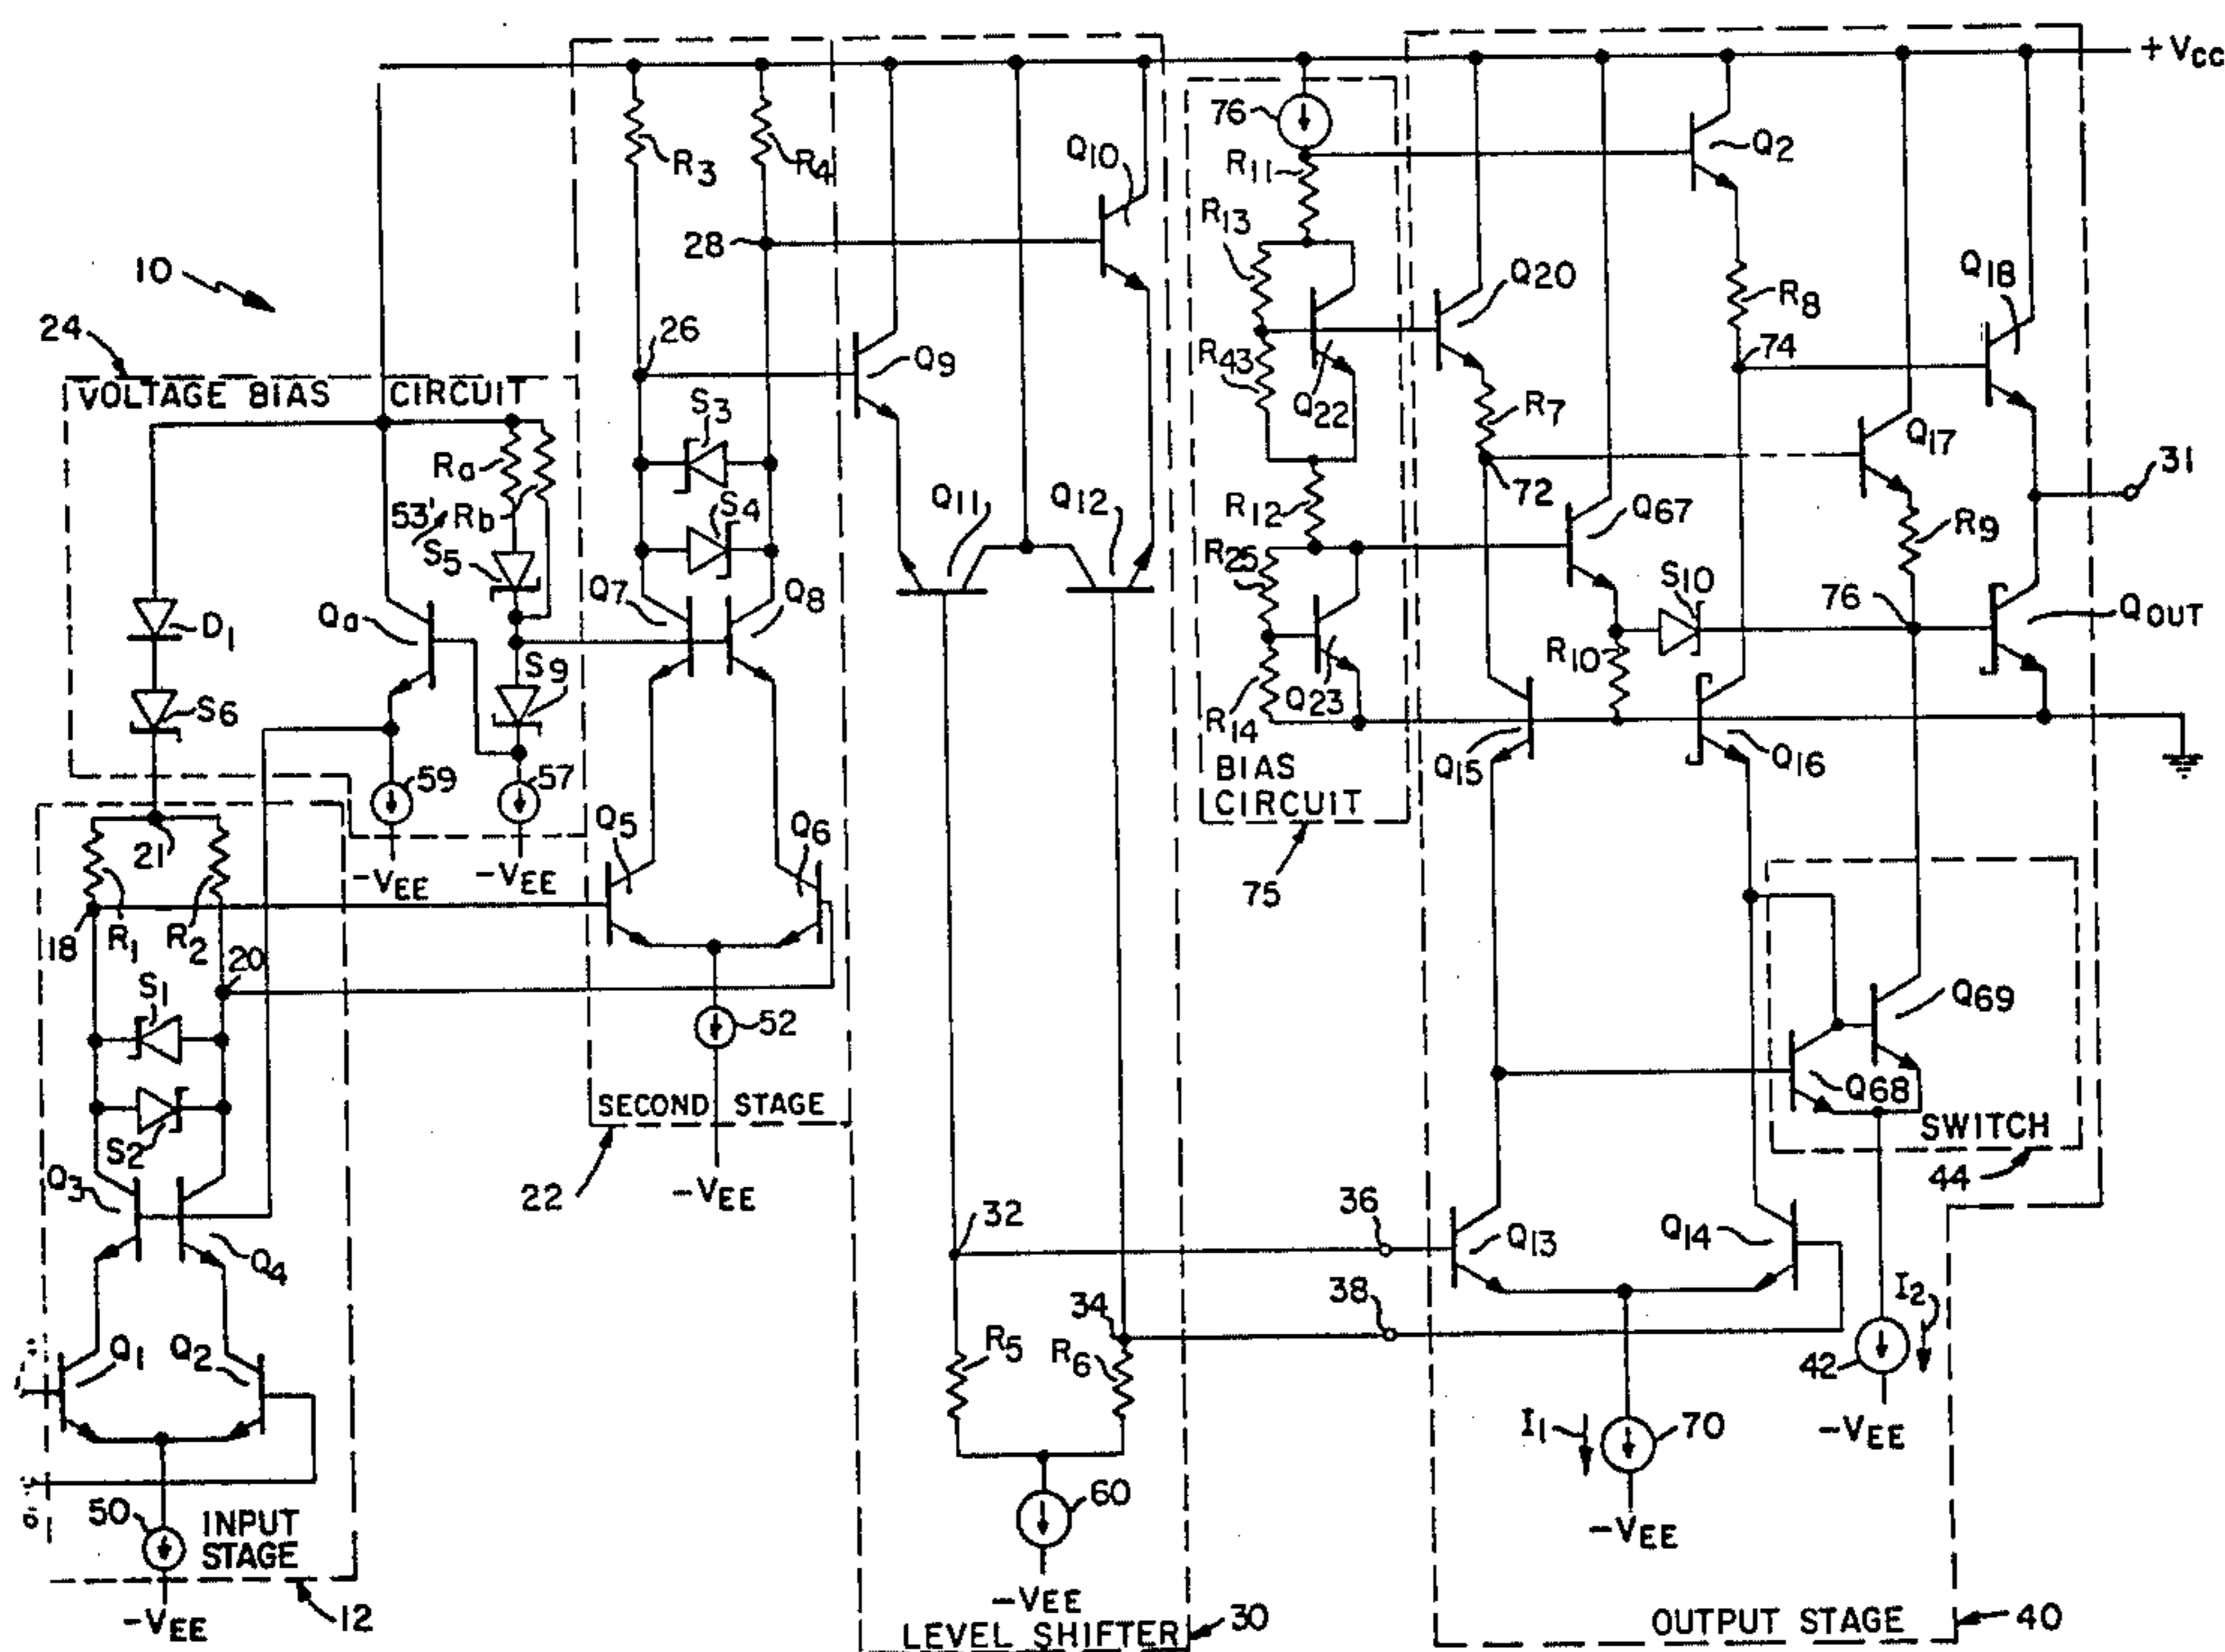 +VCC
76
R11
Q2
R3
R4
Q10
R13
10
28
Q20
R8
Q18
24
26
Q9
R43
Q22
74
VOLTAGE BIAS CIRCUIT
S3
R7
Q17
Ra
31
53'
Rb
S4
Q11
Q12
R12
72
Q67
R9
S5
R25
S10
76
QOUT
Qa
Q7
Q8
D1
S9
R10
S6
R14
Q23
Q15
Q16
59
57
BIAS
CIRCUIT
21
-VEE
-VEE
Q5
Q6
75
18
R1
R2
20
S1
52
Q69
S2
SECOND STAGE
Q68
SWITCH
Q3
22
-VEE
44
32
36
Q13
Q14
Q4
34
38
I2
Q1
Q2
R5
R6
42
I1
70
-VEE
50
INPUT
STAGE
60
-VEE
-VEE
12
-VEE
LEVEL SHIFTER
30
OUTPUT STAGE
40